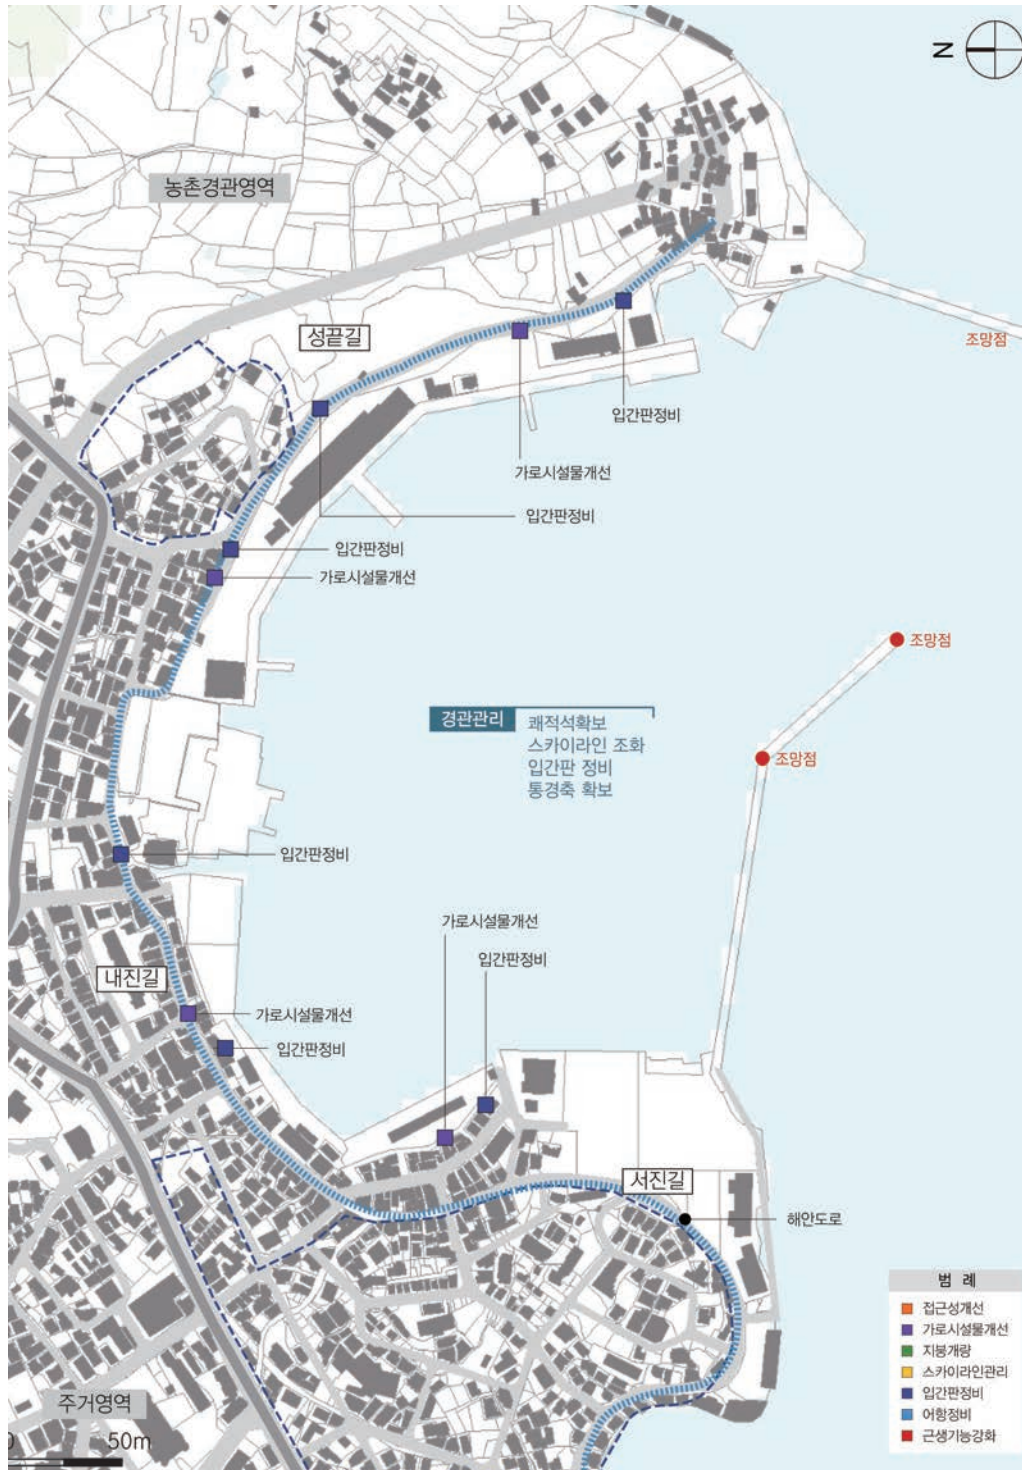 N
농촌경관영역
성끝길
조망점
입간판정비
가로시설물개선
입간판정비
입간판정비
가로시설물개선
조망점
경관관리
쾌적석확보
스카이라인 조화
입간판 정비
통경축 확보
조망점
입간판정비
가로시설물개선
입간판정비
내진길
가로시설물개선
입간판정비
서진길
해안도로
범 례
접근성개선
가로시설물개선
지붕개량
스카이라인관리
입간판정비
어항정비
근생기능강화
주거영역
0 50m